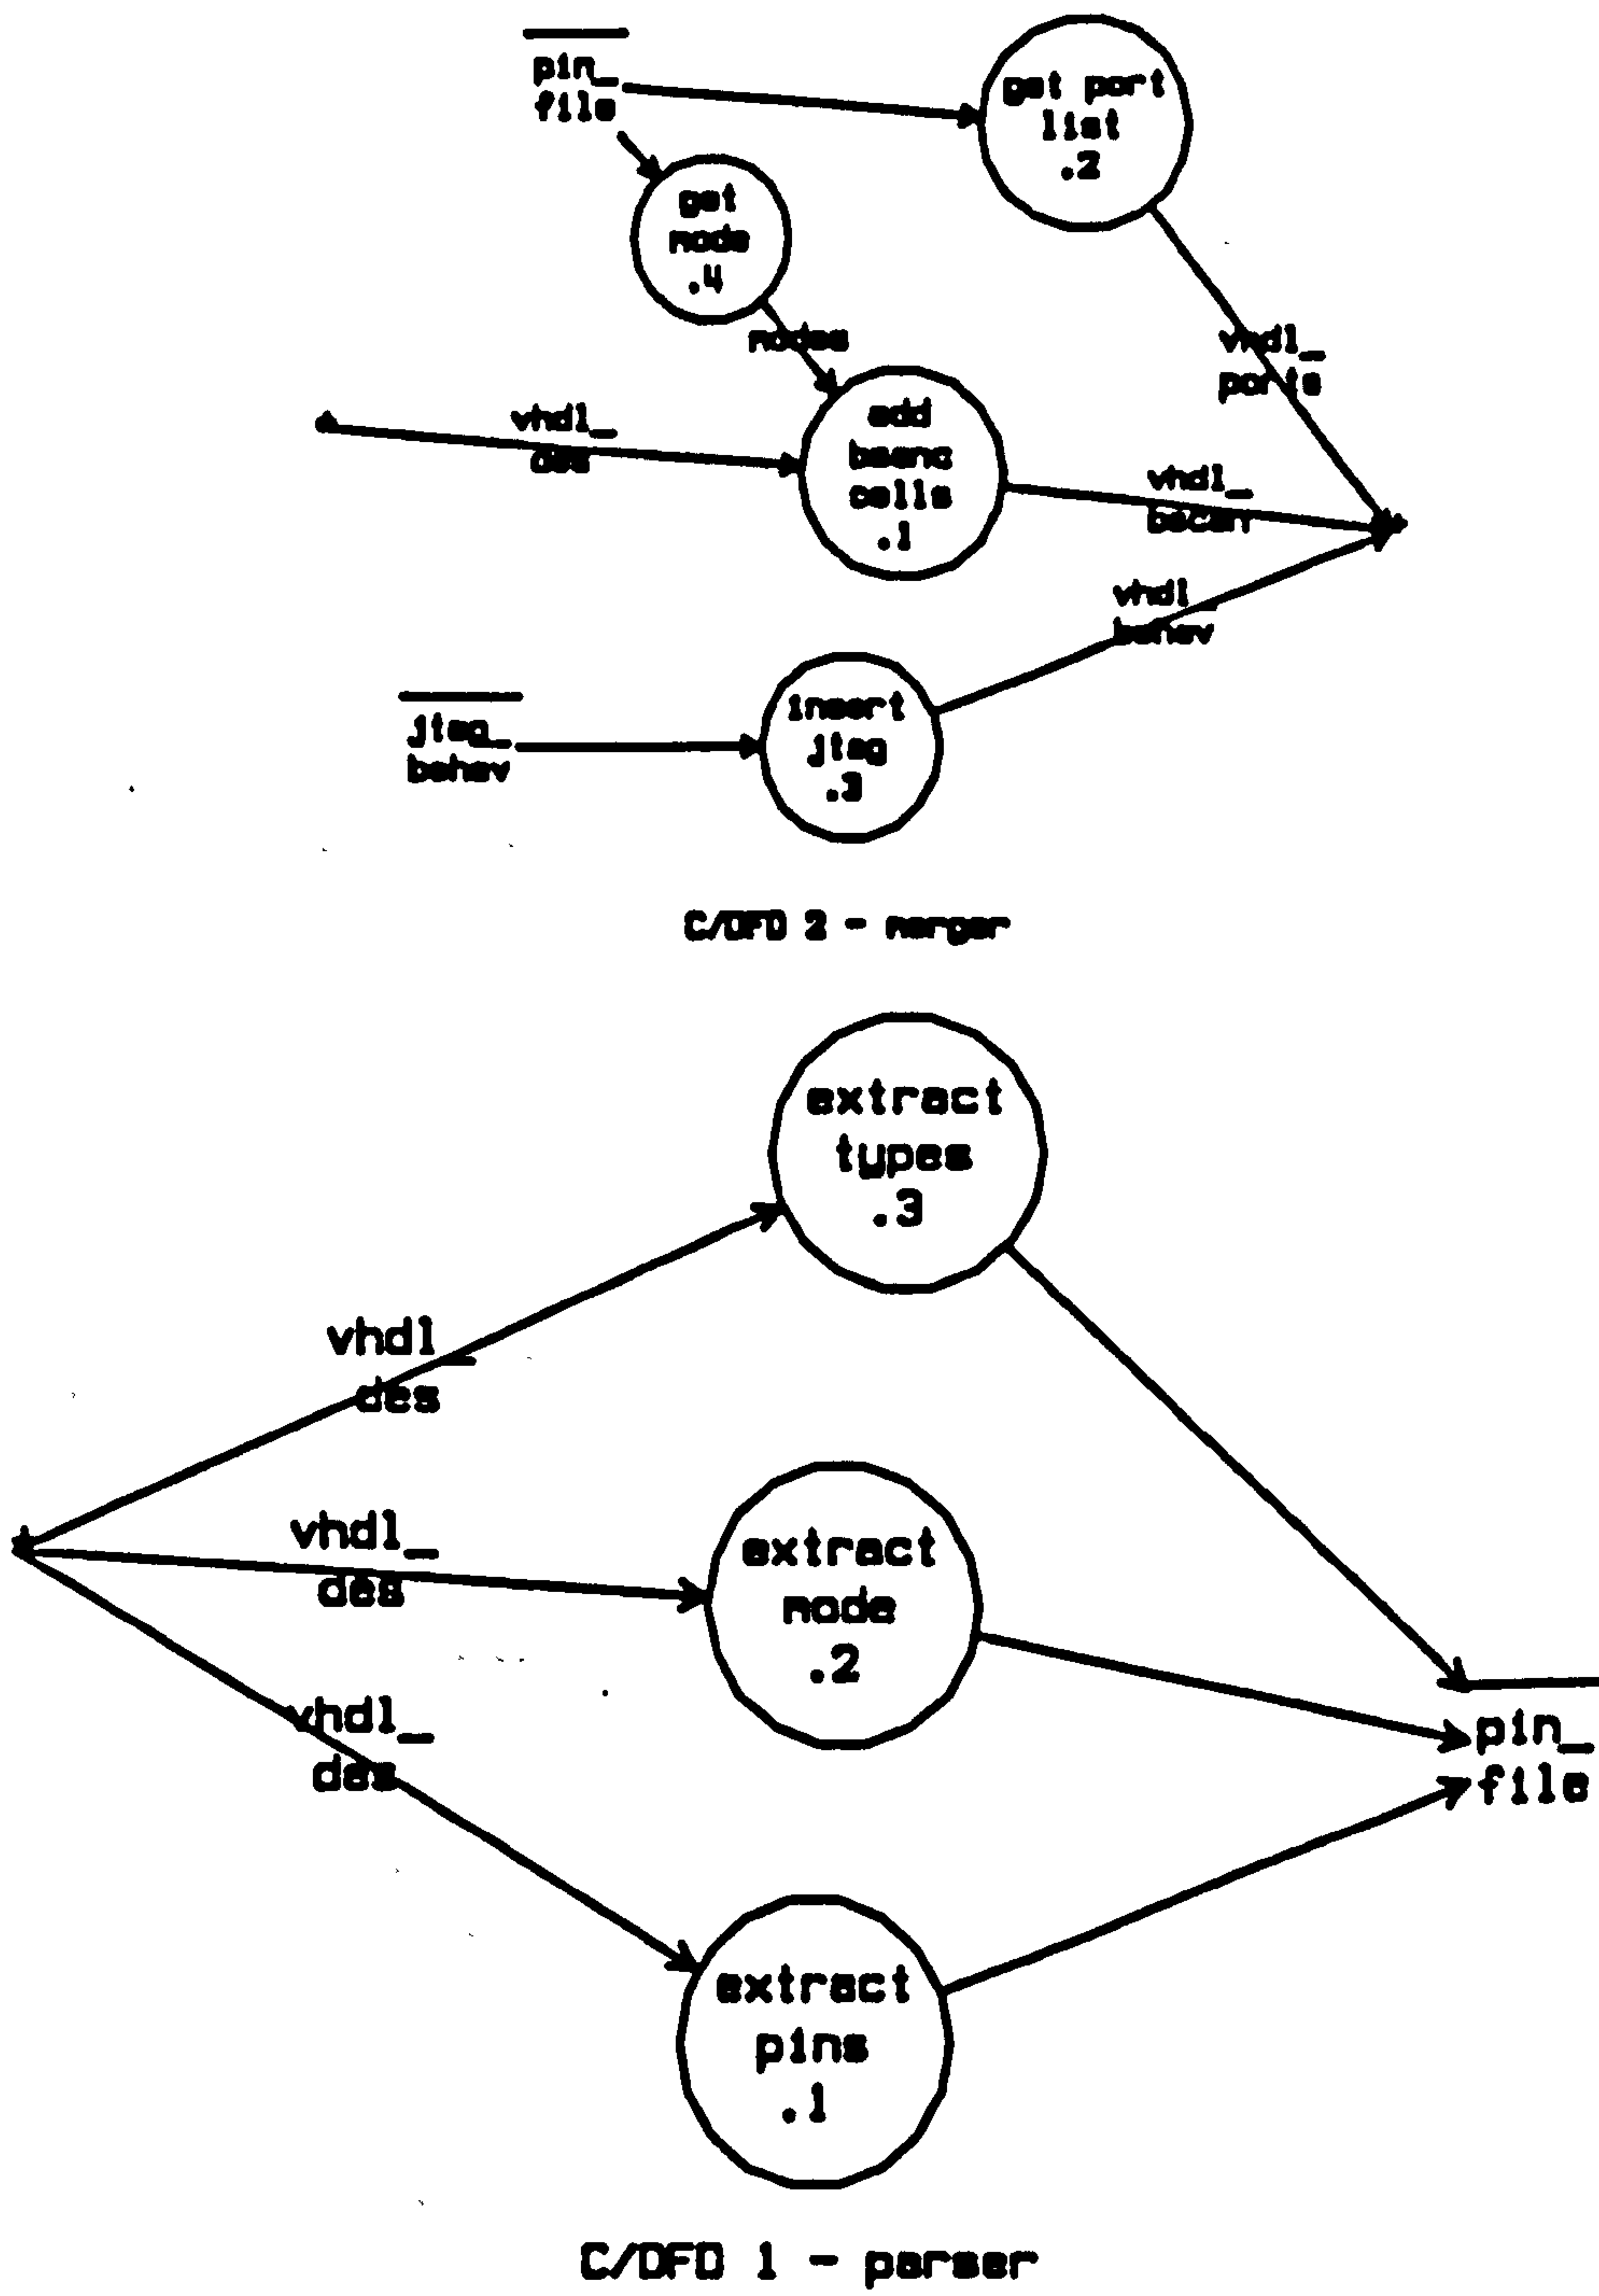 pin_
file
get port
list
.2
get
node
.4
nodes
vhdl_
ports
vhdl_
des
add
bsanc
cells
.1
vhdl_
bscan
vhdl_
behav
insert
jtag
.3
jtag_
behav
C/DFD 2 - merger
extract
types
.3
vhdl_
des
vhdl_
des
extract
node
.2
vhdl_
des
pin_
file
extract
pins
.1
C/DFD 1 - parser